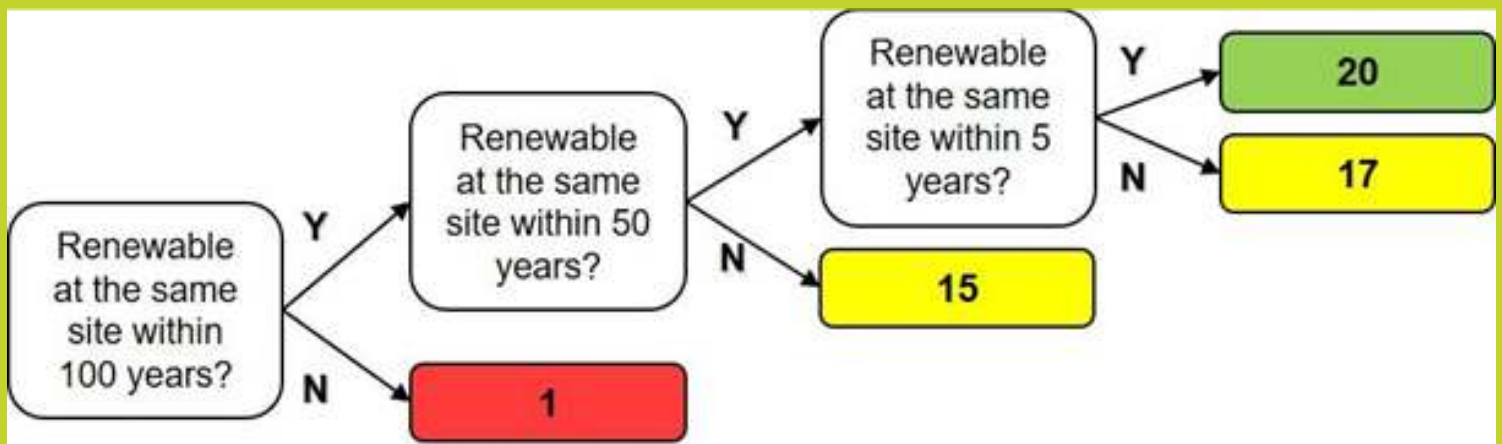 Renewable
at the same
site within
100 years?
Y
N
Renewable
at the same
site within 50
years?
1
Y
N
Renewable
at the same
site within 5
years?
15
Y
N
20
17